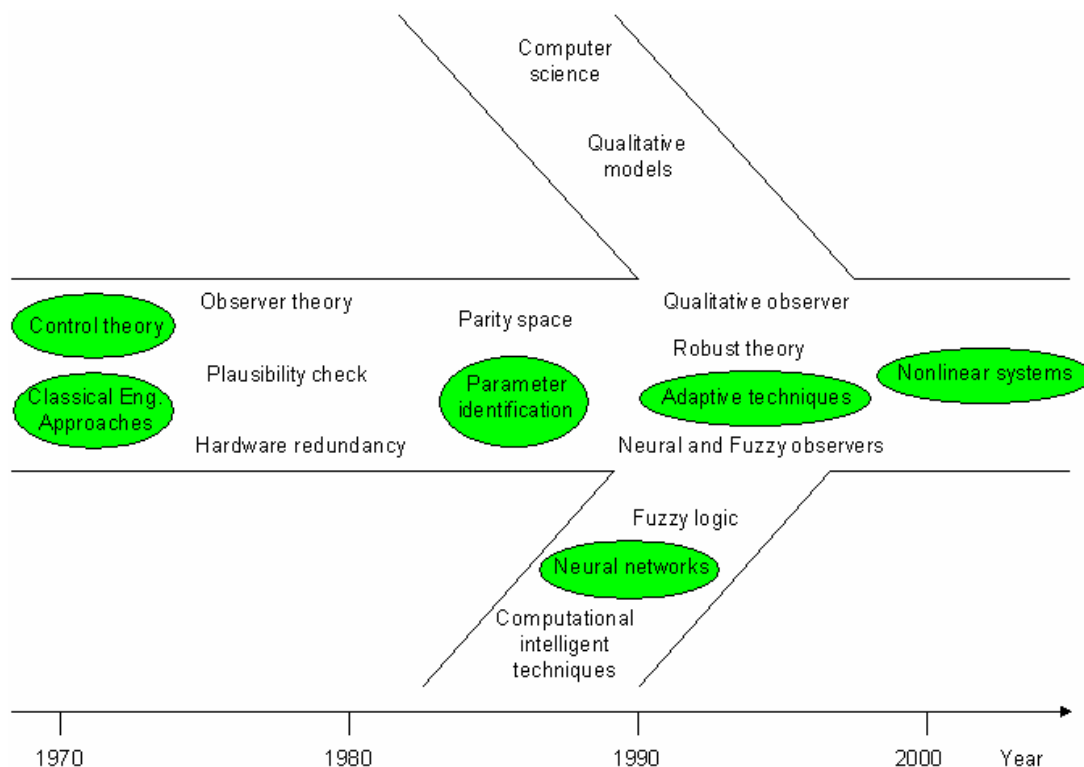 Computer
science
Qualitative
models
Observer theory
Qualitative observer
Control theory
Parity space
Robust theory
Plausibility check
Nonlinear systems
Classical Eng.
Approaches
Parameter
identification
Adaptive techniques
Hardware redundancy
Neural and Fuzzy observers
Fuzzy logic
Neural networks
Computational
intelligent
techniques
1970
1980
1990
2000
Year